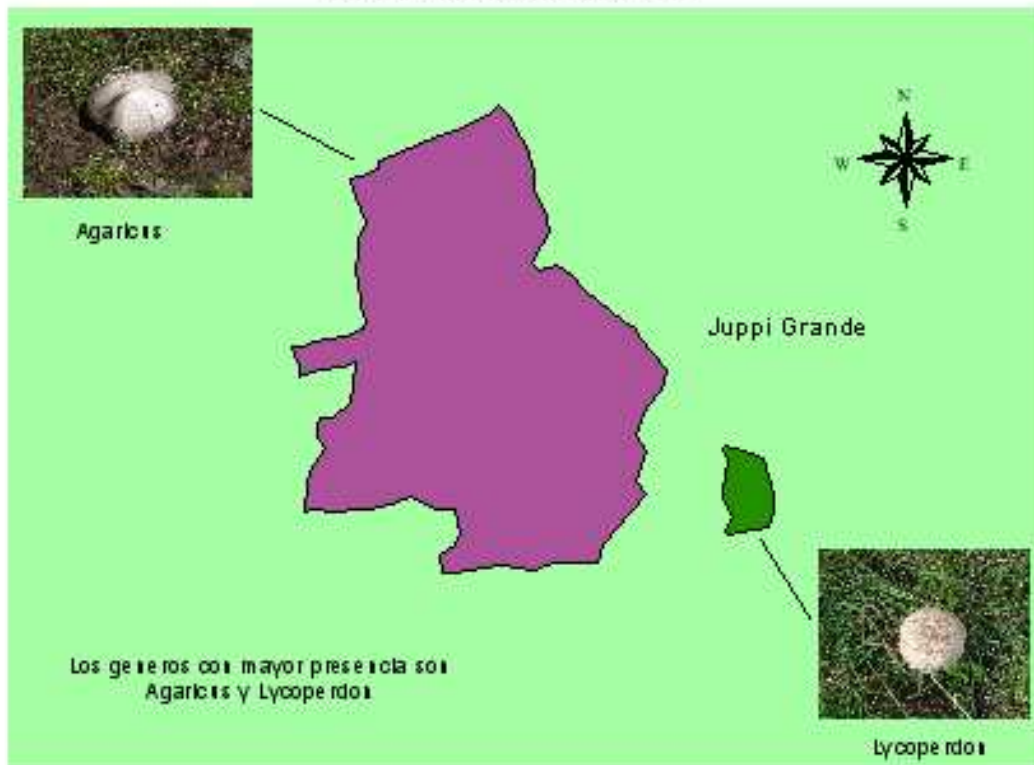 Agaricus
N
W E
S
Juppi Grande
Los generos con mayor presencia son
Agaricus y Lycoperdon
Lycoperdon